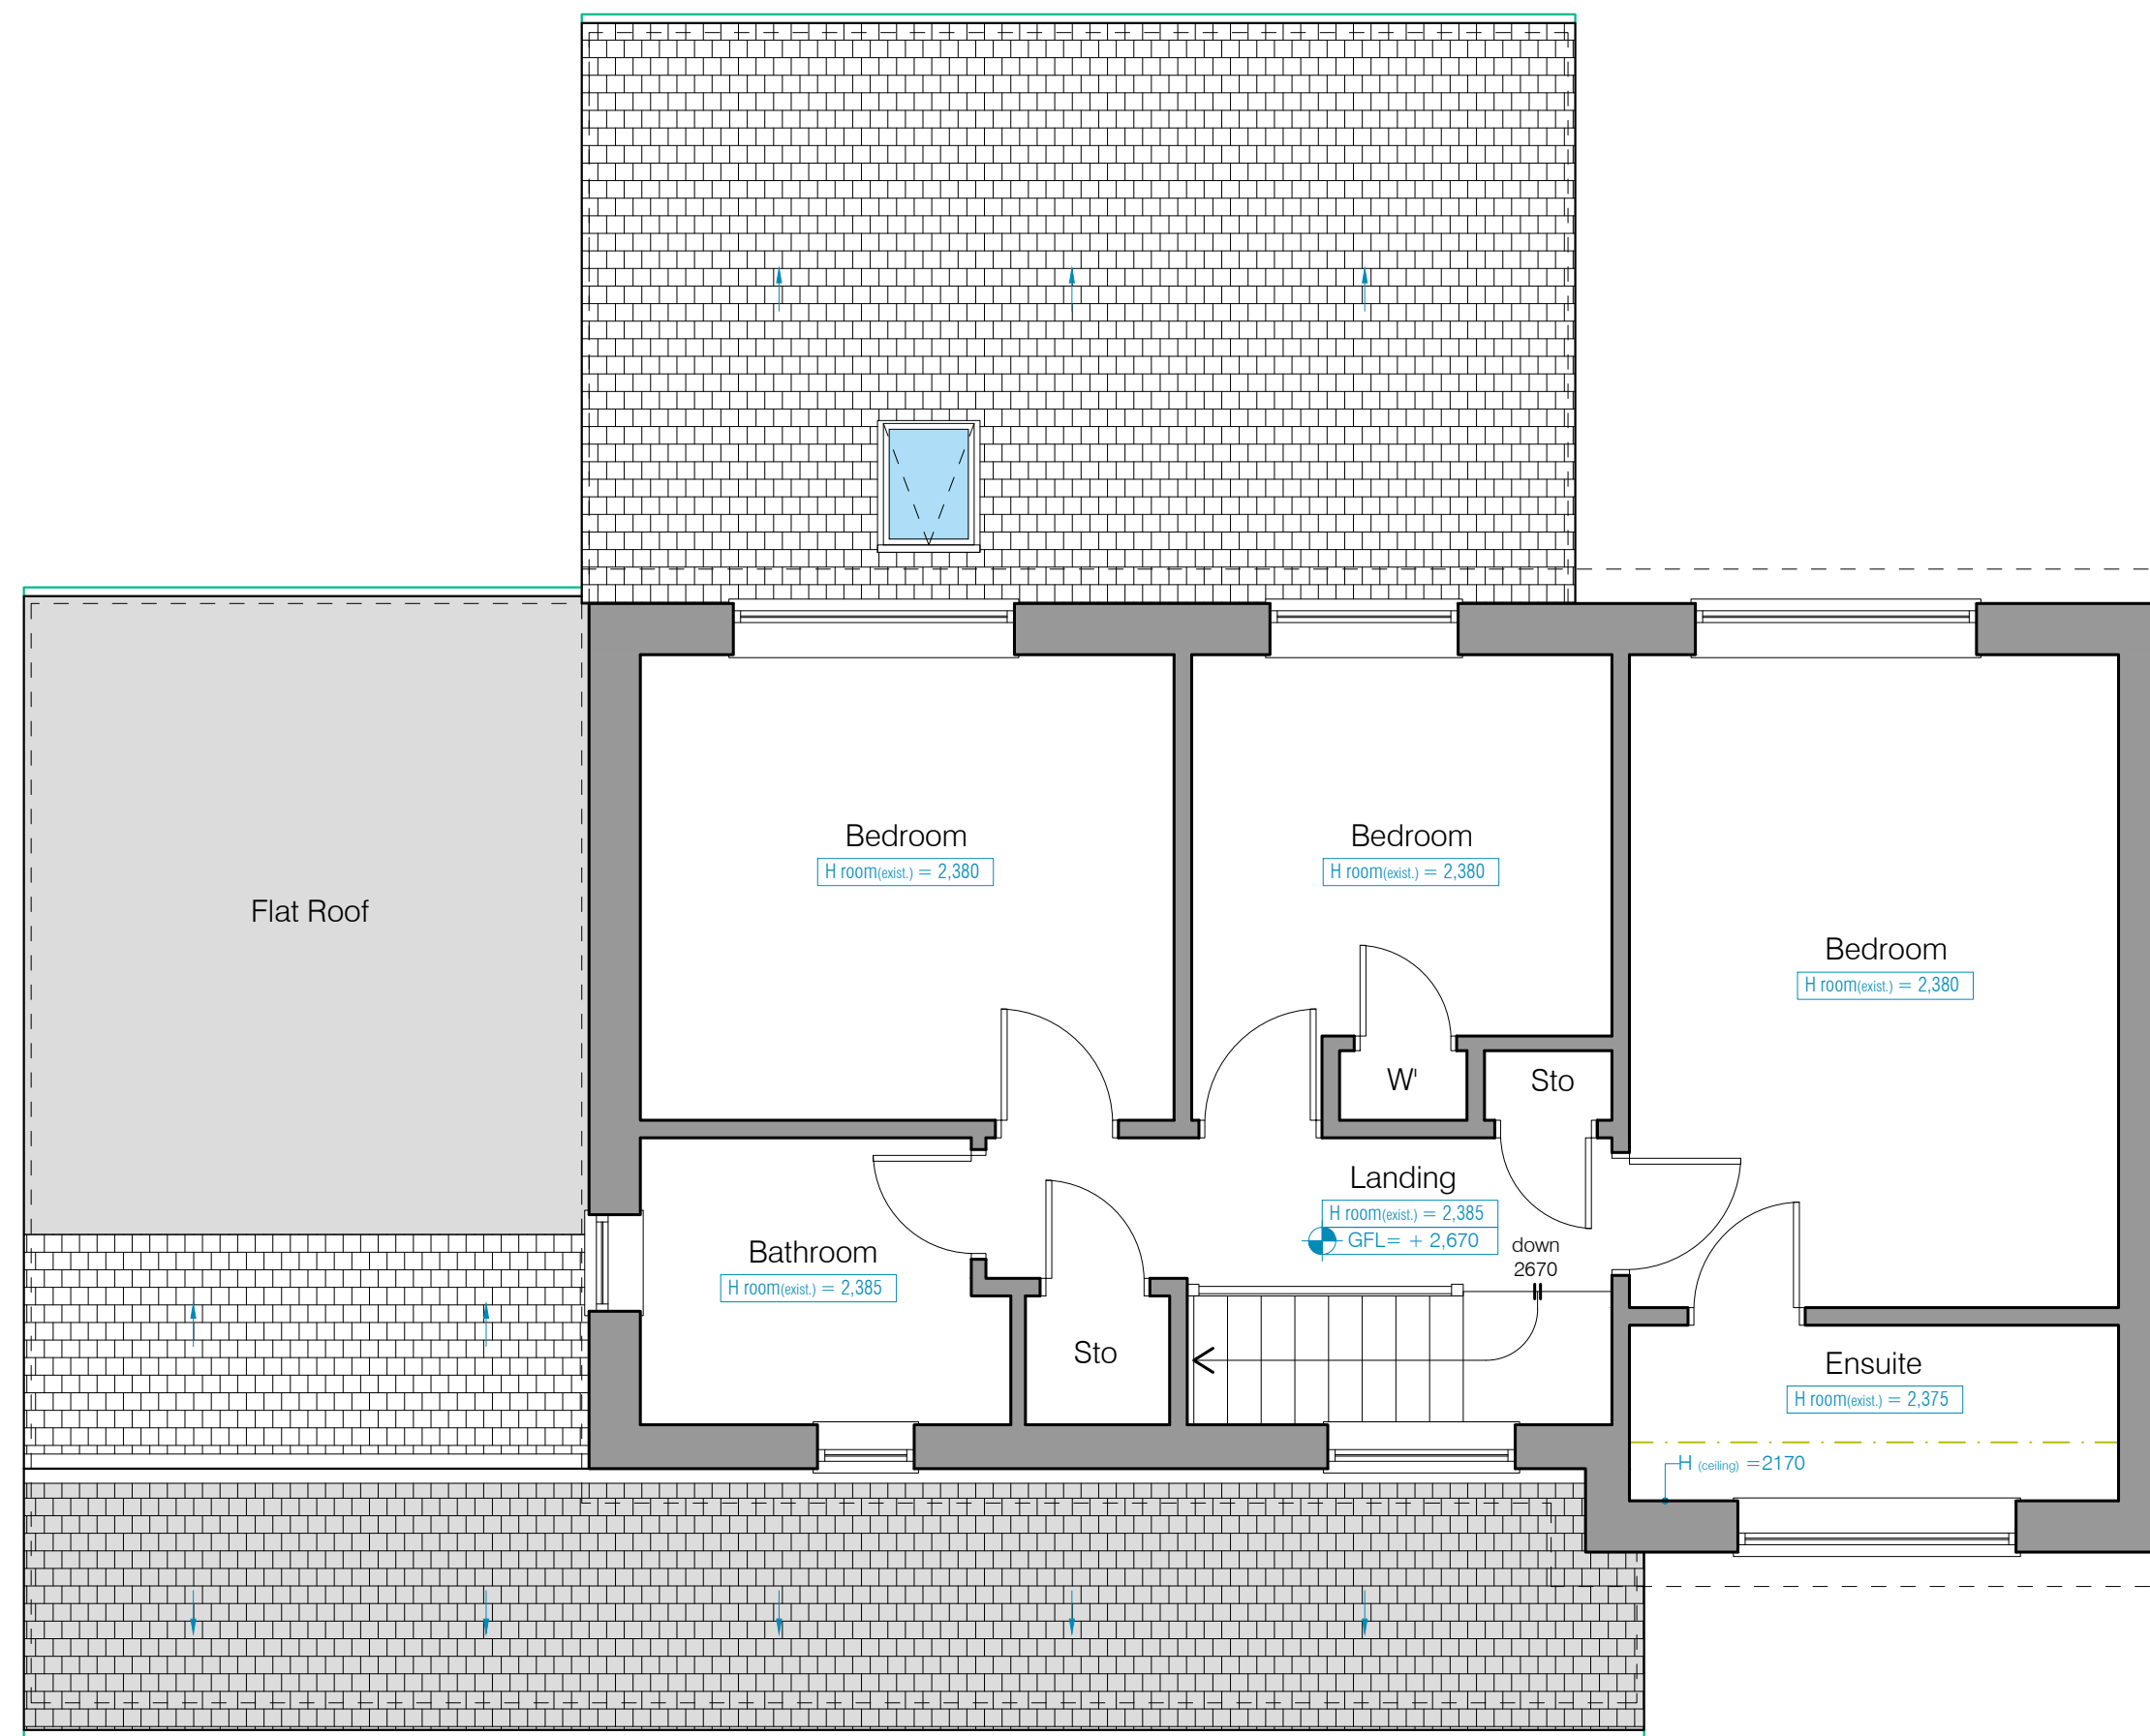 Bedroom
H room(exist.) = 2,380
Bedroom
H room(exist.) = 2,380
Flat Roof
Bedroom
H room(exist.) = 2,380
W'
Sto
Landing
H room(exist.) = 2,385
GFL= + 2,670
down
2670
Bathroom
H room(exist.) = 2,385
Sto
Ensuite
H room(exist.) = 2,375
H (ceiling) =2170